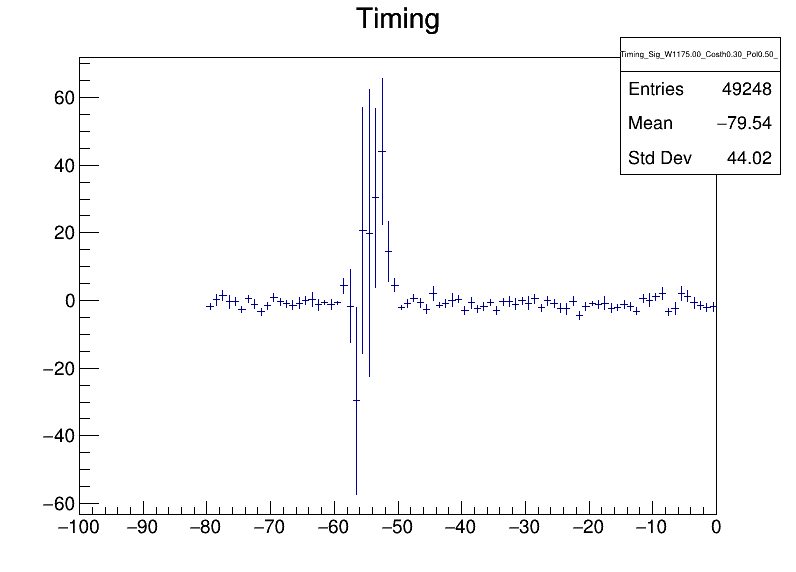 Timing
Timing_Sig_W1175.00_Costh0.30_Pol0.50_
Entries 49248
Mean −79.54
Std Dev 44.02
60
40
20
0
−20
−40
−60
−100 −90 −80 −70 −60 −50 −40 −30 −20 −10 0